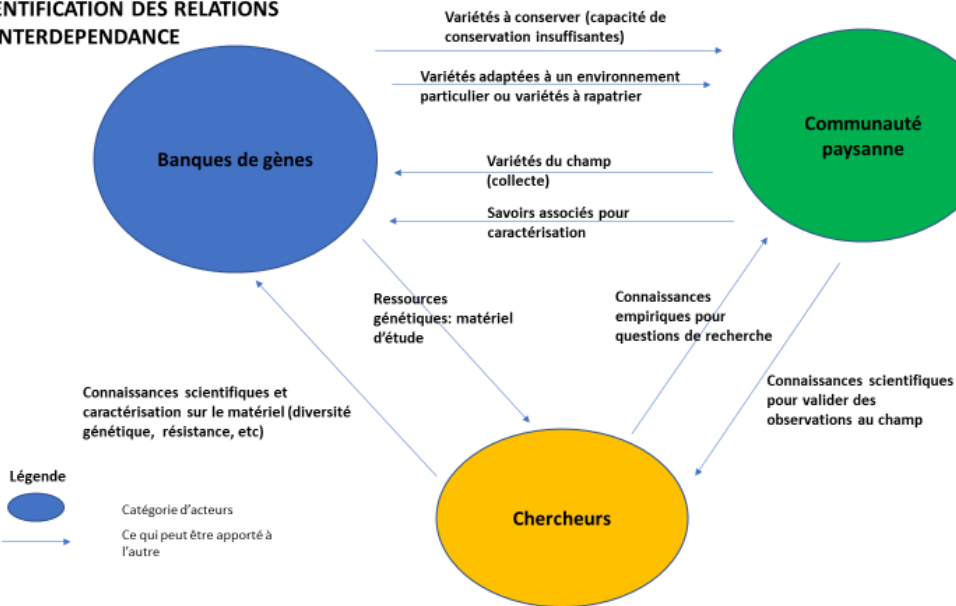 ENTIFICATION DES RELATIONS
INTERDEPENDANCE
Variétés à conserver (capacité de
conservation insuffisantes)
Variétés adaptées à un environnement
particulier ou variétés à rapatrier
Banques de gènes
Communauté
paysanne
Variétés du champ
(collecte)
Savoirs associés pour
caractérisation
Ressources
génétiques: matériel
d'étude
Connaissances
empiriques pour
questions de recherche
Connaissances scientifiques et
caractérisation sur le matériel (diversité
génétique, résistance, etc)
Connaissances scientifiques
pour valider des
observations au champ
Chercheurs
Légende
Catégorie d'acteurs
Ce qui peut être apporté à
l'autre